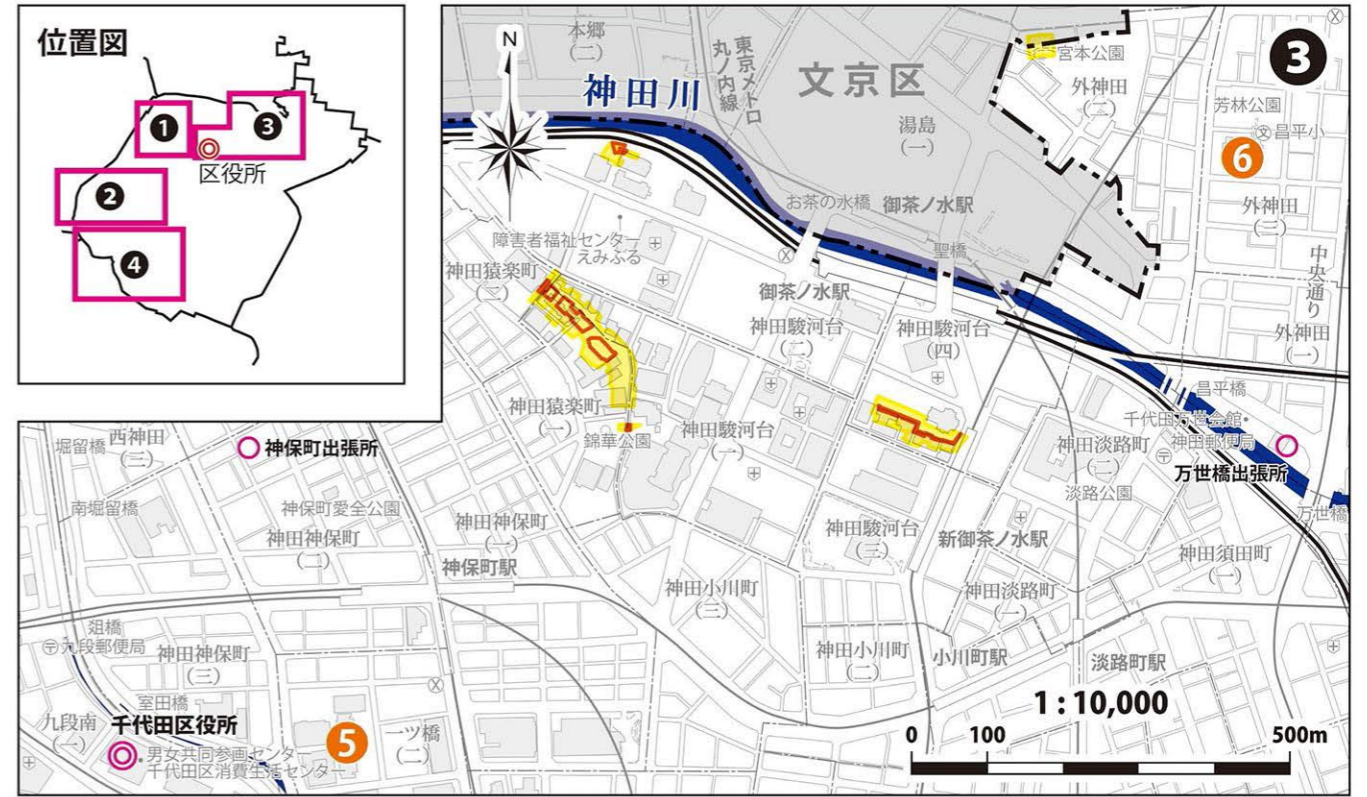 位置図
1
3
区役所
2
4
N
3
本郷
(二)
東京メトロ
丸ノ内線
神田川
文京区
湯島
(一)
宮本公園
外神田
(二)
芳林公園
文 昌平小
6
外神田
(三)
中央通り
外神田
(一)
お茶の水橋
御茶ノ水駅
聖橋
障害者福祉センター
えみふる
神田猿楽町
(二)
御茶ノ水駅
神田駿河台
(二)
神田駿河台
(四)
昌平橋
千代田万世会館・
神田郵便局
万世橋出張所
万世橋
神田猿楽町
(一)
錦華公園
神田駿河台
(一)
神田淡路町
(二)
淡路公園
堀留橋
西神田
(三)
神保町出張所
南堀留橋
神保町愛全公園
神田神保町
(二)
神田神保町
(一)
神保町駅
神田駿河台
(三)
新御茶ノ水駅
神田須田町
(一)
神田小川町
(三)
神田淡路町
(一)
神田小川町
(二)
小川町駅
淡路町駅
俎橋
〒九段郵便局
神田神保町
(三)
室田橋
九段南
(一)
千代田区役所
男女共同参画センター
千代田区消費生活センター
5
一ツ橋
(二)
1:10,000
0 100 500m